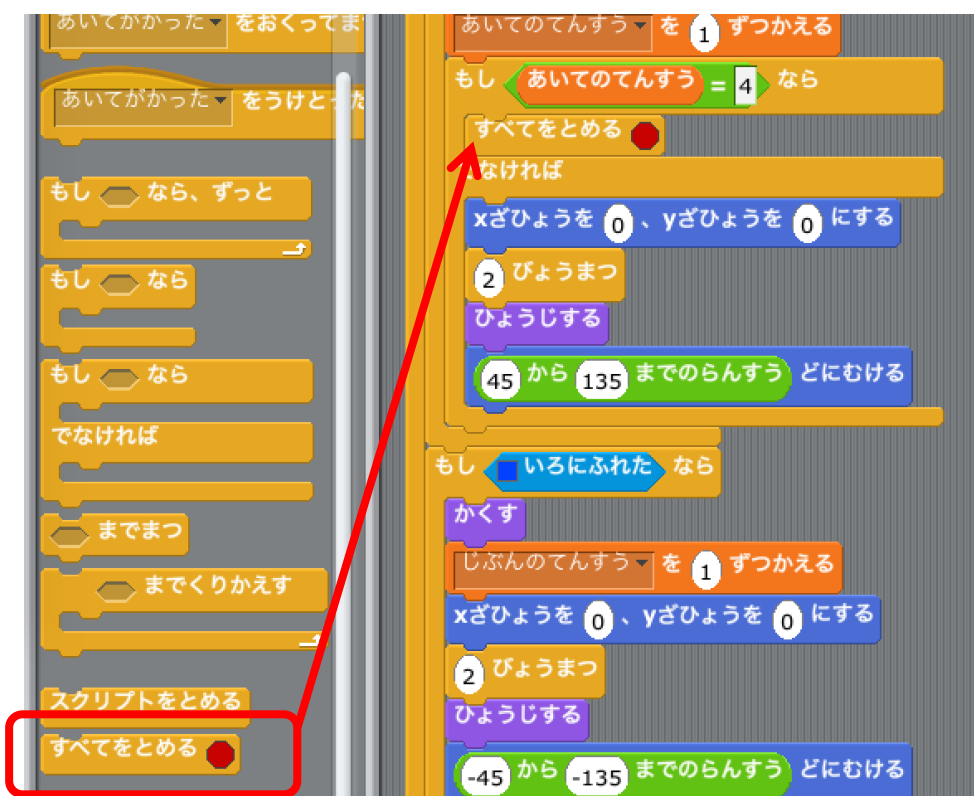 あいてがかった をおくってま
あいてがかった をうけとった
もし なら、ずっと
もし なら
もし なら
でなければ
までまつ
までくりかえす
スクリプトをとめる
すべてをとめる
あいてのてんすう を 1 ずつかえる
もし あいてのてんすう = 4 なら
すべてをとめる
なければ
xざひょうを 0 、yざひょうを 0 にする
2 びょうまつ
ひょうじする
45 から 135 までのらんすう どにむける
もし いろにふれた なら
かくす
じぶんのてんすう を 1 ずつかえる
xざひょうを 0 、yざひょうを 0 にする
2 びょうまつ
ひょうじする
-45 から -135 までのらんすう どにむける